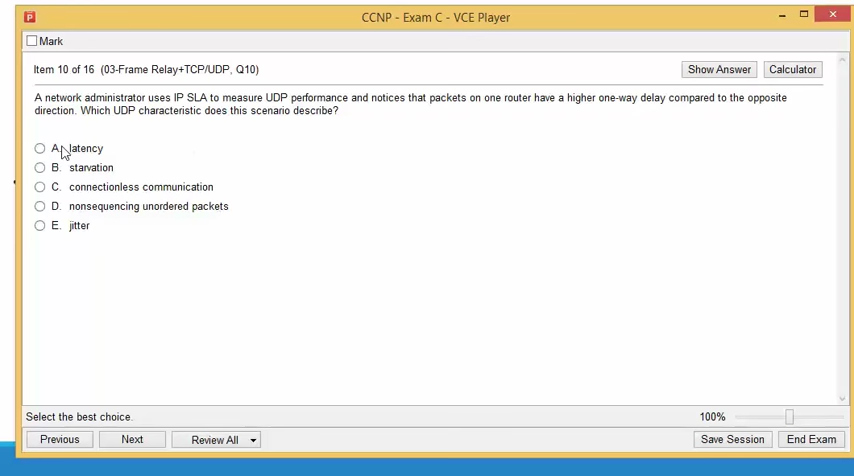 CCNP - Exam C - VCE Player
Mark
Item 10 of 16 (03-Frame Relay+TCP/UDP, Q10)
Show Answer
Calculator
A network administrator uses IP SLA to measure UDP performance and notices that packets on one router have a higher one-way delay compared to the opposite
direction. Which UDP characteristic does this scenario describe?
A. latency
B. starvation
C. connectionless communication
D. nonsequencing unordered packets
E. jitter
Select the best choice.
100%
Previous
Next
Review All
Save Session
End Exam